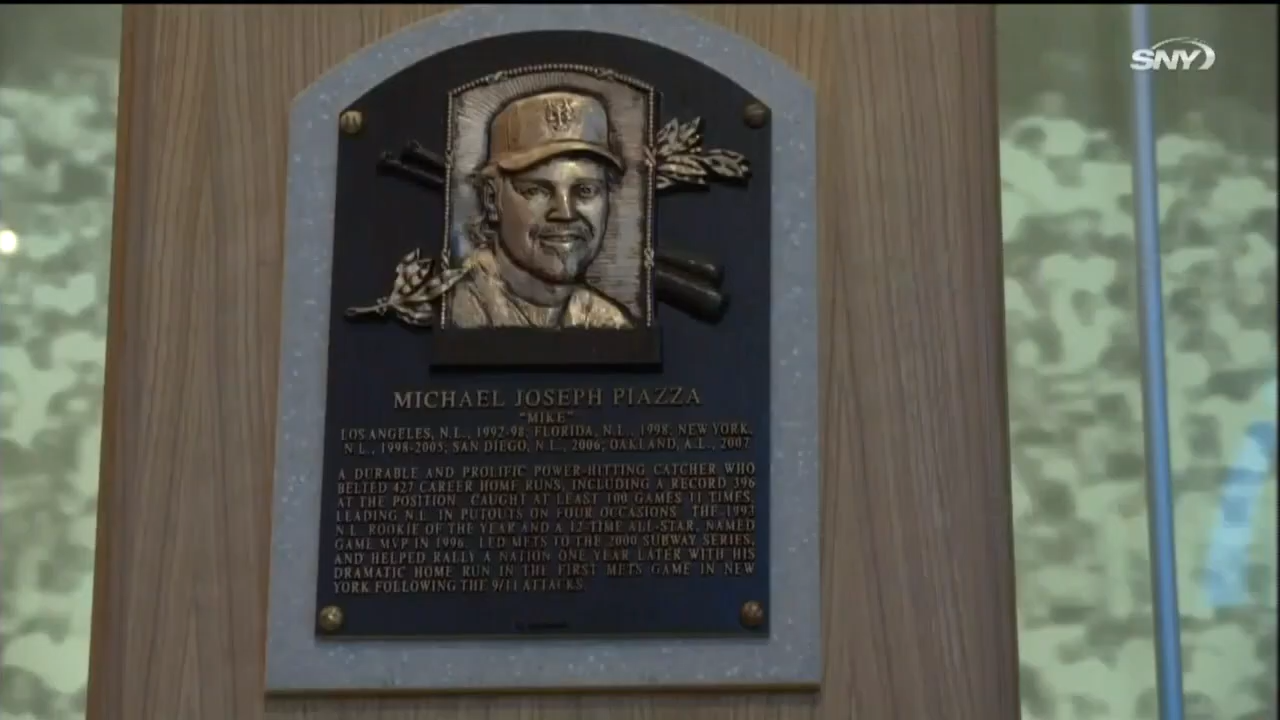 SNY
MICHAEL JOSEPH PIAZZA
"MIKE"
LOS ANGELES, N.L., 1992-98; FLORIDA, N.L., 1998; NEW YORK,
N.L., 1998-2005; SAN DIEGO, N.L., 2006; OAKLAND, A.L., 2007
A DURABLE AND PROLIFIC POWER-HITTING CATCHER WHO
BELTED 427 CAREER HOME RUNS, INCLUDING A RECORD 396
AT THE POSITION. CAUGHT AT LEAST 100 GAMES 11 TIMES,
LEADING N.L. IN PUTOUTS ON FOUR OCCASIONS. THE 1993
N.L. ROOKIE OF THE YEAR AND A 12-TIME ALL-STAR, NAMED
GAME MVP IN 1996. LED METS TO THE 2000 SUBWAY SERIES,
AND HELPED RALLY A NATION ONE YEAR LATER WITH HIS
DRAMATIC HOME RUN IN THE FIRST METS GAME IN NEW
YORK FOLLOWING THE 9/11 ATTACKS.